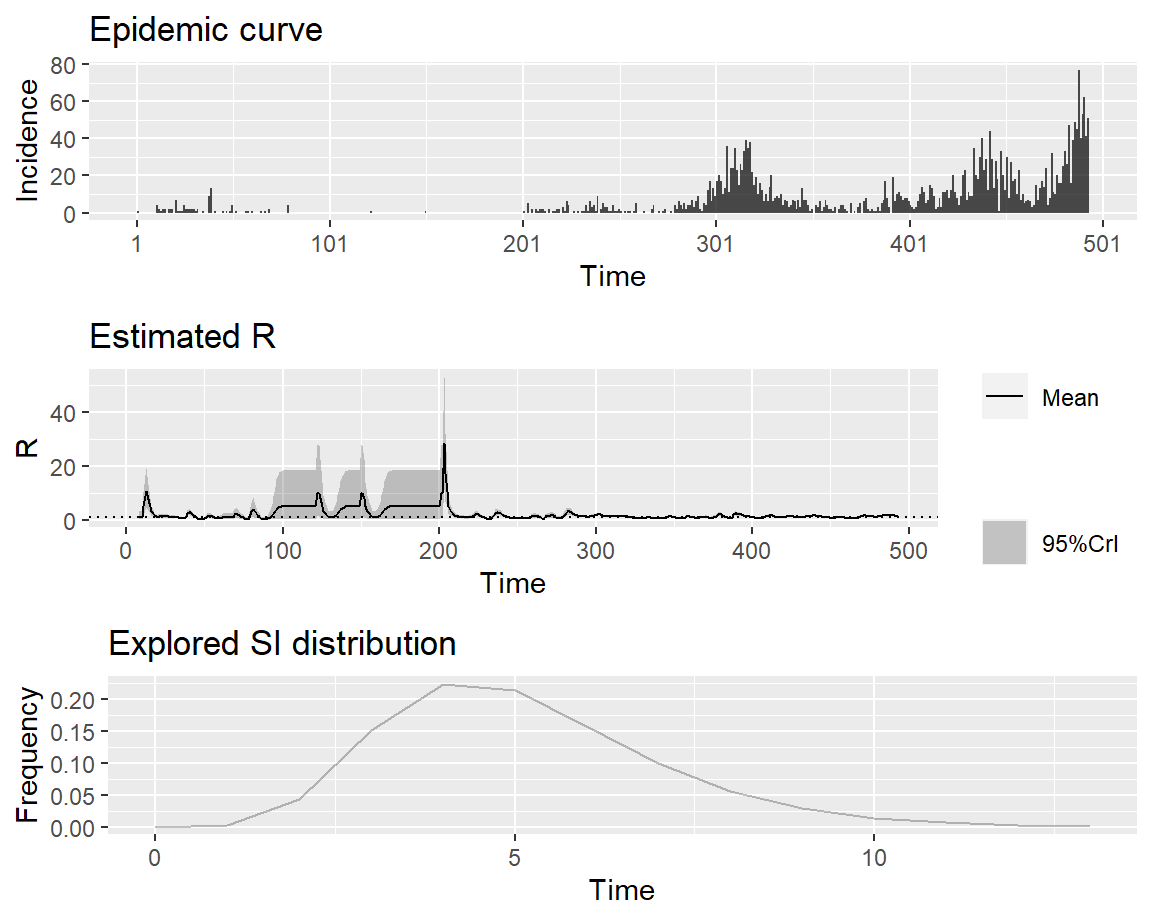 Epidemic curve
80
60
40
20
0
Incidence
1 101 201 301 401 501
Time
Estimated R
40
20
0
R
0 100 200 300 400 500
Time
Mean
95%CrI
Explored SI distribution
0.20
0.15
0.10
0.05
0.00
Frequency
0 5 10
Time